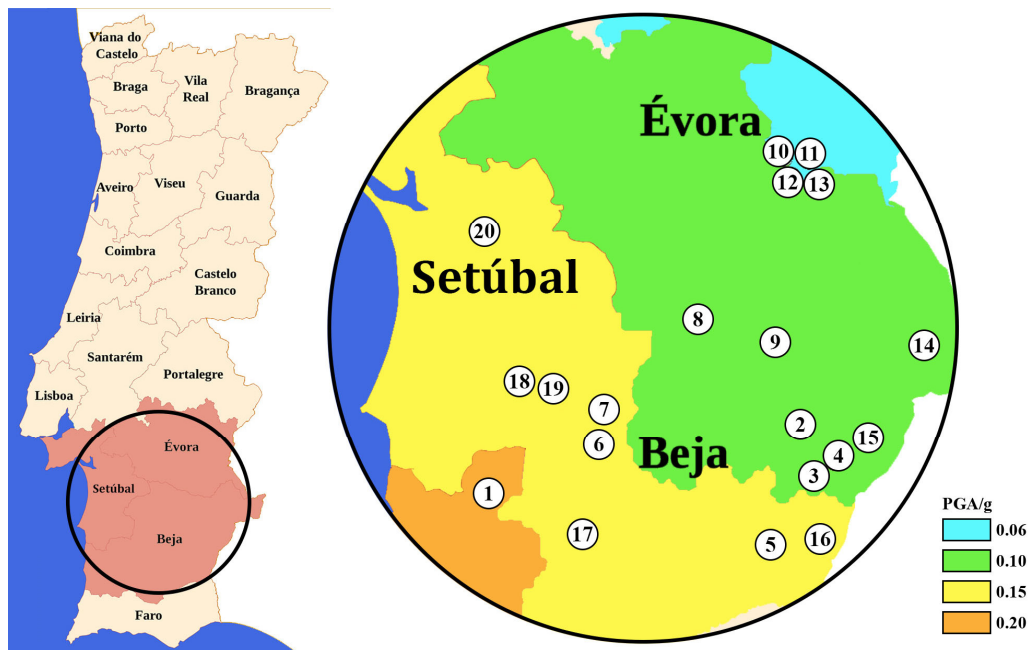 Viana do
Castelo
Braga
Vila
Real
Bragança
Porto
Aveiro
Viseu
Guarda
Coimbra
Castelo
Branco
Leiria
Santarém
Portalegre
Lisboa
Évora
Setúbal
Beja
Faro
Évora
10
11
12
13
20
Setúbal
8
9
14
18
19
7
2
15
6
Beja
4
3
1
17
5
16
PGA/g
0.06
0.10
0.15
0.20